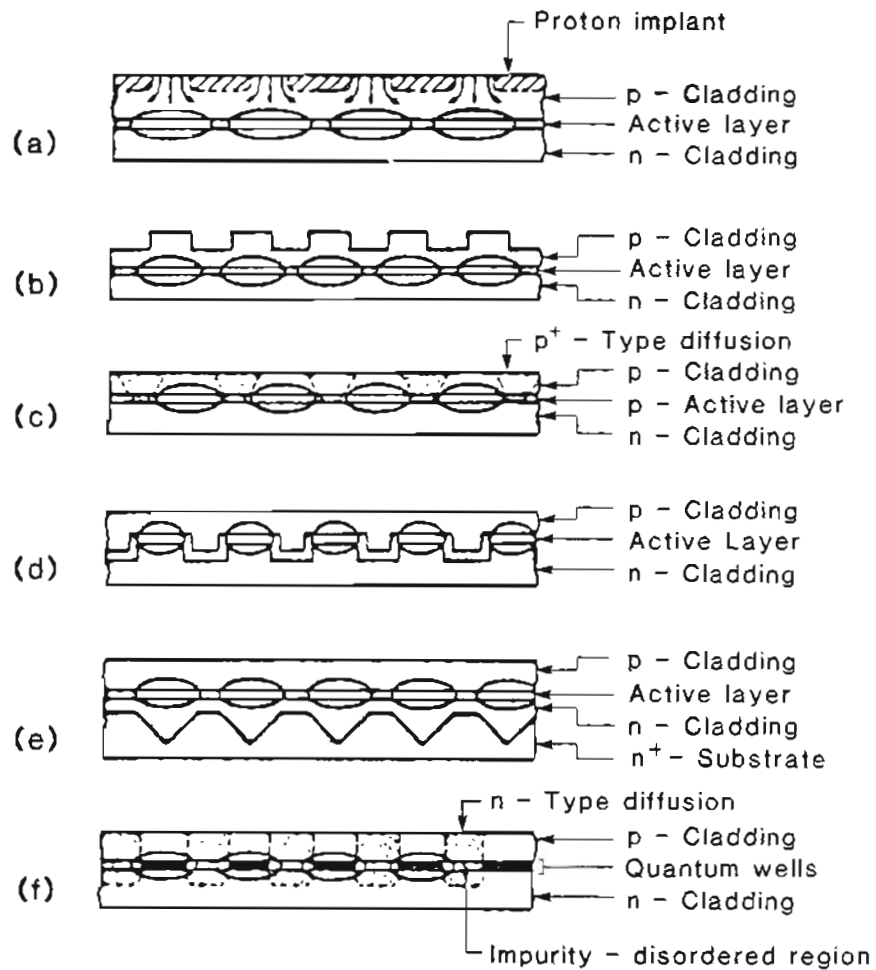 Proton implant
p - Cladding
(a)
Active layer
n - Cladding
p - Cladding
(b)
Active layer
n - Cladding
p+ - Type diffusion
p - Cladding
(c)
p - Active layer
n - Cladding
p - Cladding
Active Layer
(d)
n - Cladding
p - Cladding
Active layer
n - Cladding
(e)
n+ - Substrate
n - Type diffusion
p - Cladding
Quantum wells
(f)
n - Cladding
Impurity - disordered region